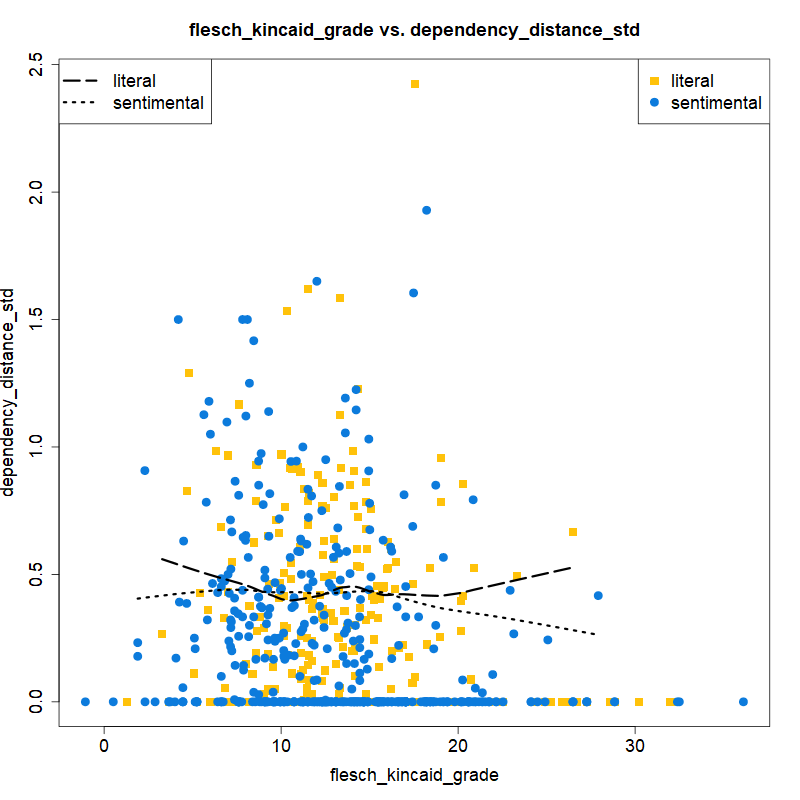 flesch_kincaid_grade vs. dependency_distance_std
literal
sentimental
literal
sentimental
dependency_distance_std
2.5
2.0
1.5
1.0
0.5
0.0
0
10
20
30
flesch_kincaid_grade